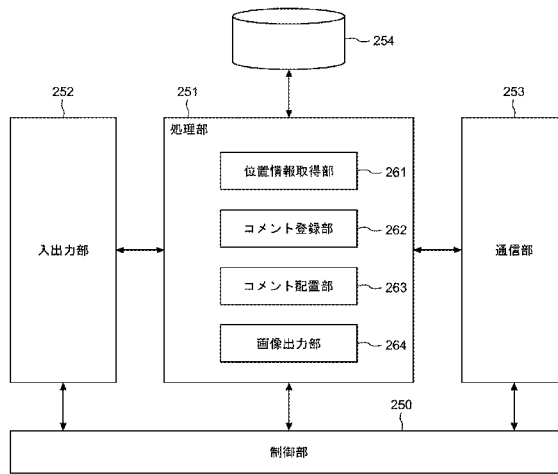 254
252
251
253
処理部
位置情報取得部
261
コメント登録部
262
入出力部
通信部
コメント配置部
263
画像出力部
264
250
制御部